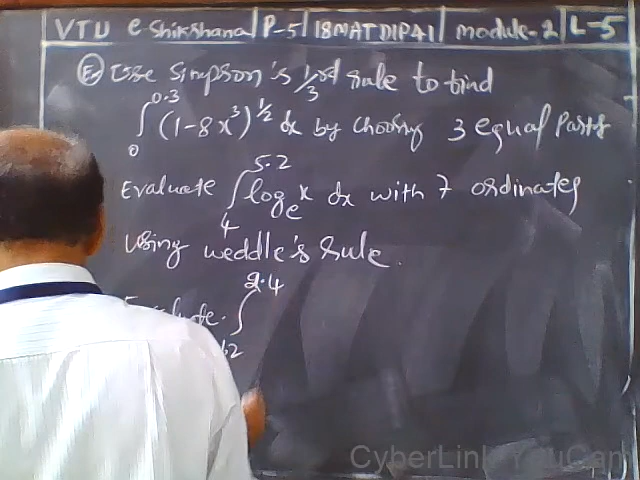 VTU e-Shikshana | P-5 | 18MATDIP41 | module-2 | L-5
Ex Use Simpson's 1/3rd rule to find
∫₀^0.3 (1-8x³)^½ dx by choosing 3 equal Parts
Evaluate ∫₄^5.2 logₑx dx with 7 ordinates
Using weddle's rule.
∫ 2.4
CyberLink YouCam